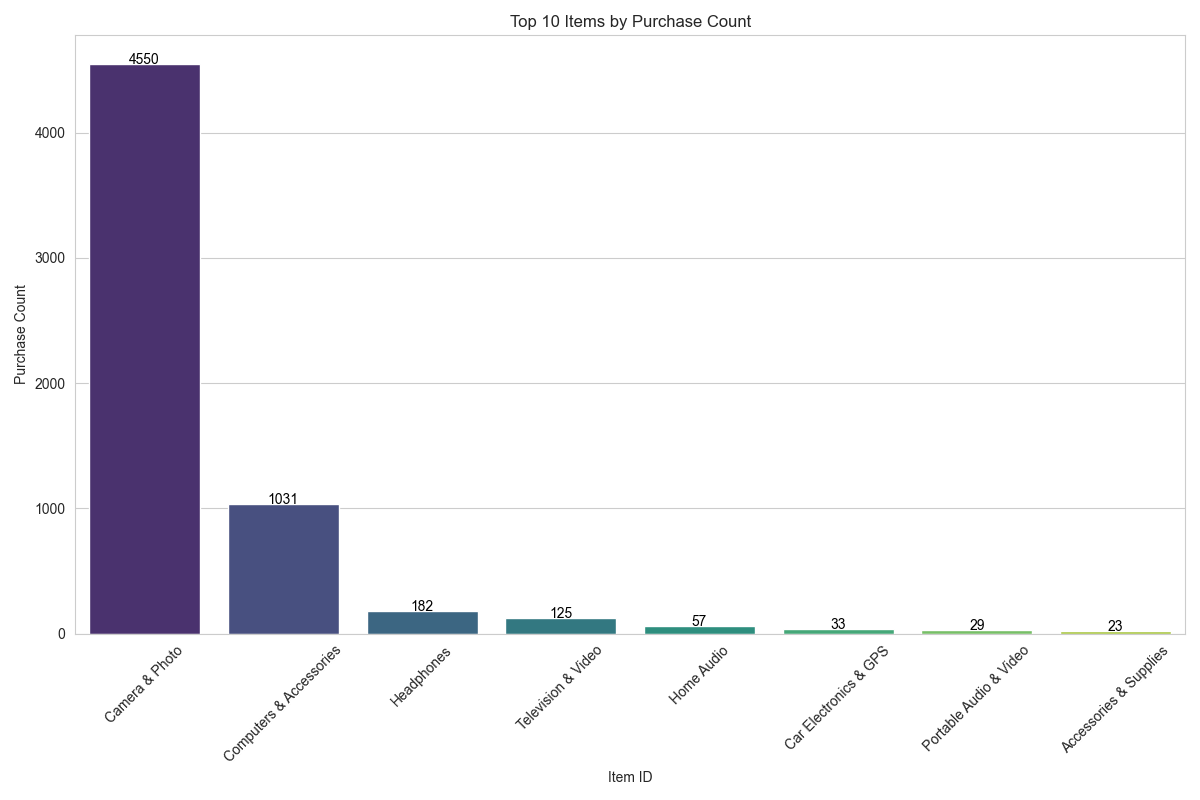 Top 10 Items by Purchase Count
Purchase Count
4000
3000
2000
1000
0
4550
1031
182
125
57
33
29
23
Camera & Photo
Computers & Accessories
Headphones
Television & Video
Home Audio
Car Electronics & GPS
Portable Audio & Video
Accessories & Supplies
Item ID